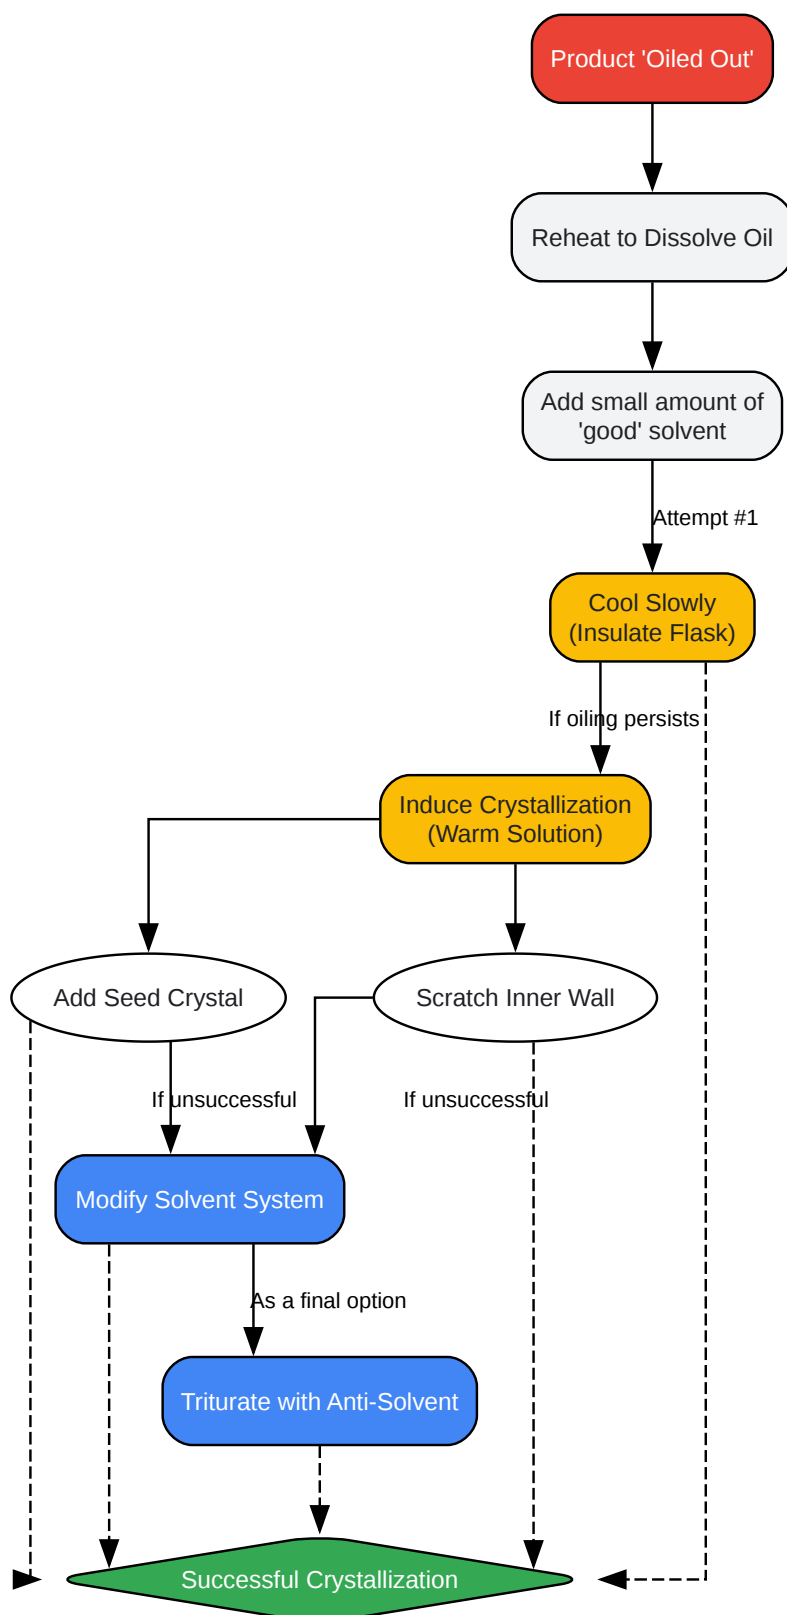 Product 'Oiled Out'
Reheat to Dissolve Oil
Add small amount of
'good' solvent
Attempt #1
Cool Slowly
(Insulate Flask)
If oiling persists
Induce Crystallization
(Warm Solution)
Add Seed Crystal
Scratch Inner Wall
If unsuccessful
If unsuccessful
Modify Solvent System
As a final option
Triturate with Anti-Solvent
Successful Crystallization